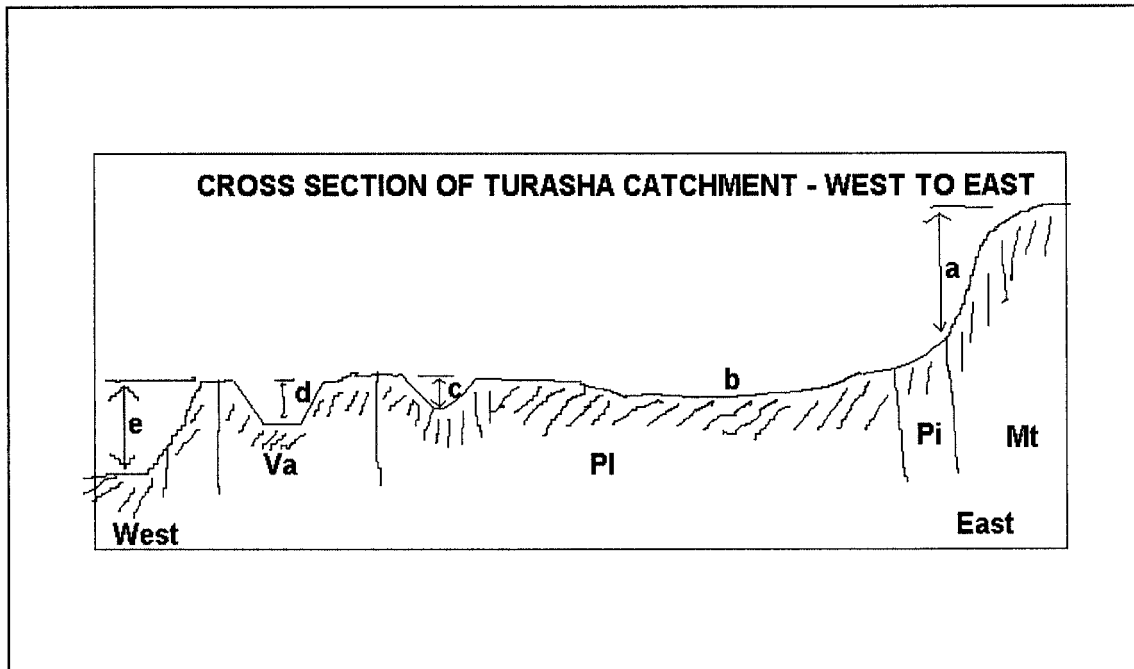 CROSS SECTION OF TURASHA CATCHMENT - WEST TO EAST
a
b
c
d
e
Va
Pl
Pi
Mt
West
East